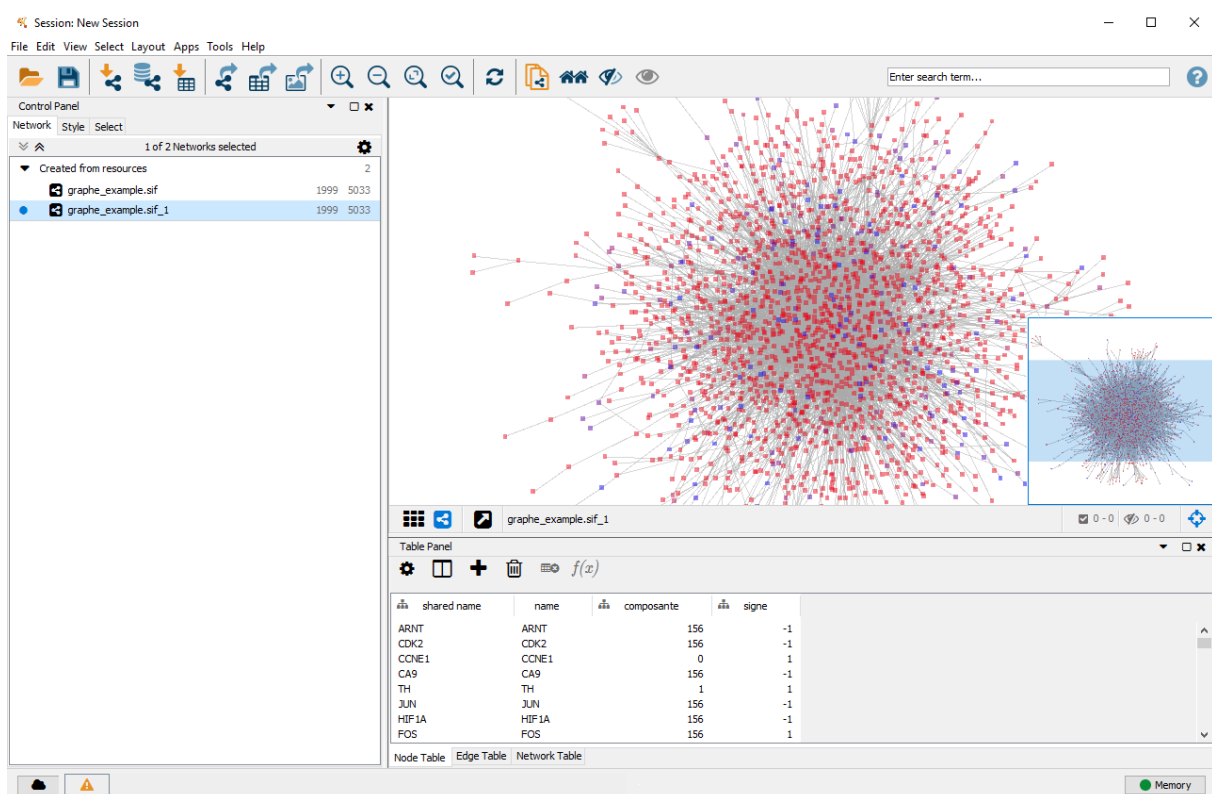 Session: New Session
File Edit View Select Layout Apps Tools Help
Enter search term...
Control Panel
Network Style Select
1 of 2 Networks selected
Created from resources 2
graphe_example.sif 1999 5033
graphe_example.sif_1 1999 5033
graphe_example.sif_1 0 - 0 0 - 0
Table Panel
f(x)
shared name name composante signe
ARNT ARNT 156 -1
CDK2 CDK2 156 -1
CCNE1 CCNE1 0 1
CA9 CA9 156 -1
TH TH 1 1
JUN JUN 156 -1
HIF1A HIF1A 156 -1
FOS FOS 156 1
Node Table Edge Table Network Table
Memory